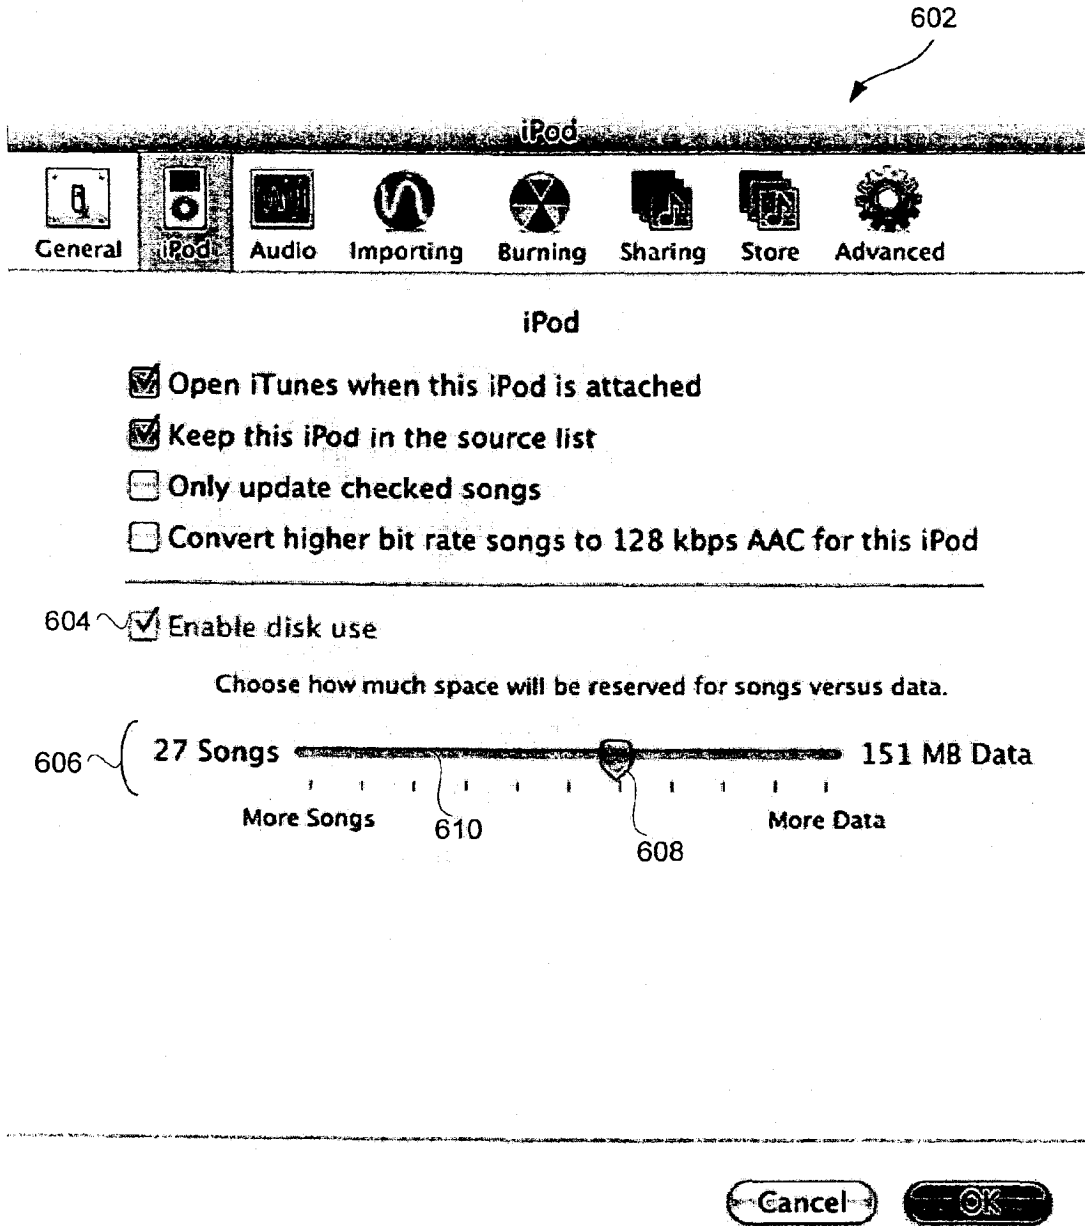 602
iPod
General iPod Audio Importing Burning Sharing Store Advanced
iPod
Open iTunes when this iPod is attached
Keep this iPod in the source list
Only update checked songs
Convert higher bit rate songs to 128 kbps AAC for this iPod
604 Enable disk use
Choose how much space will be reserved for songs versus data.
606 27 Songs 151 MB Data
More Songs 610 More Data
608
Cancel OK